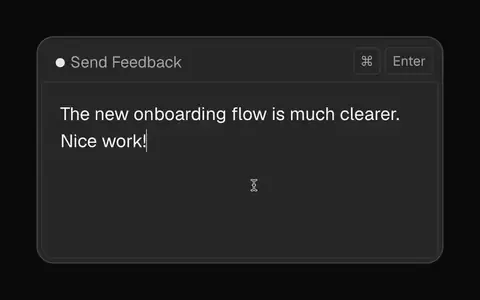 Send Feedback
⌘ Enter
The new onboarding flow is much clearer.
Nice work!